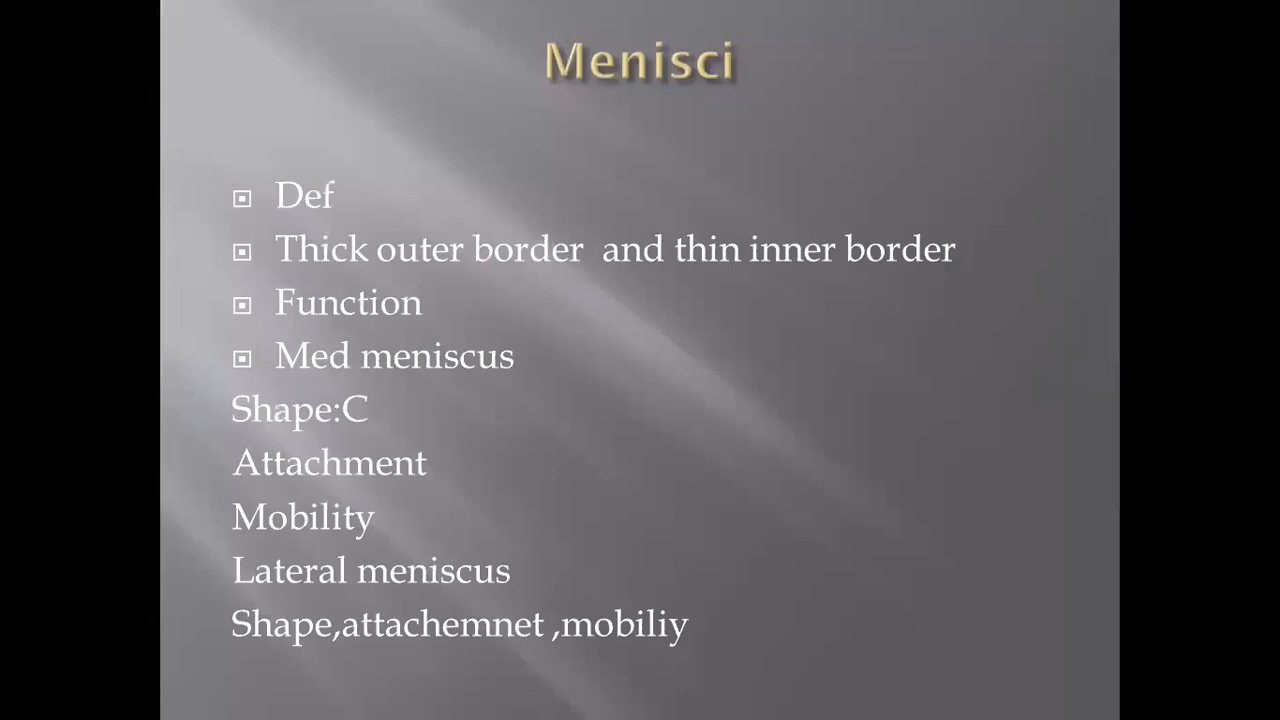 Menisci
Def
Thick outer border and thin inner border
Function
Med meniscus
Shape:C
Attachment
Mobility
Lateral meniscus
Shape,attachemnet ,mobiliy